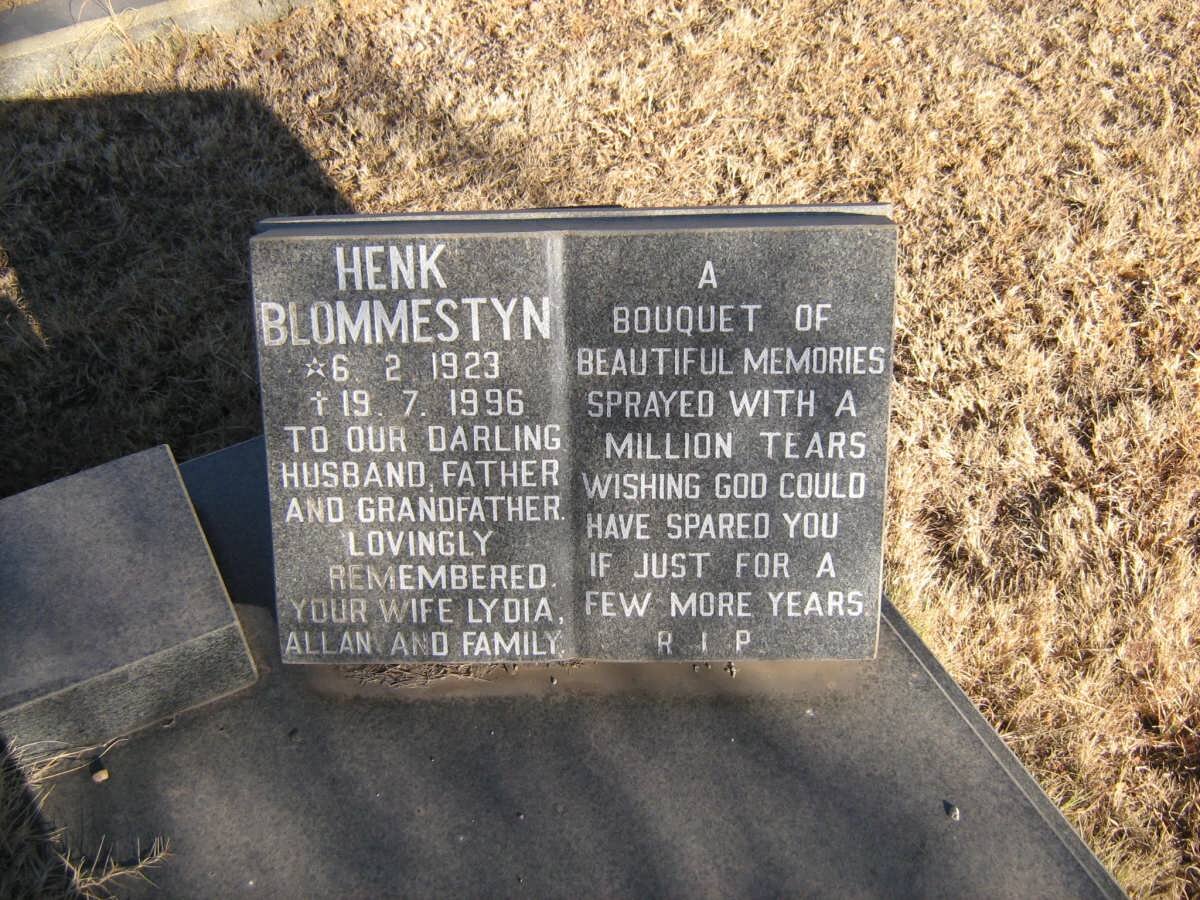 HENK
BLOMMESTYN
☆6 2 1923
†19. 7. 1996
TO OUR DARLING
HUSBAND, FATHER
AND GRANDFATHER.
LOVINGLY
REMEMBERED.
YOUR WIFE LYDIA,
ALLAN AND FAMILY.
A
BOUQUET OF
BEAUTIFUL MEMORIES
SPRAYED WITH A
MILLION TEARS
WISHING GOD COULD
HAVE SPARED YOU
IF JUST FOR A
FEW MORE YEARS
R I P